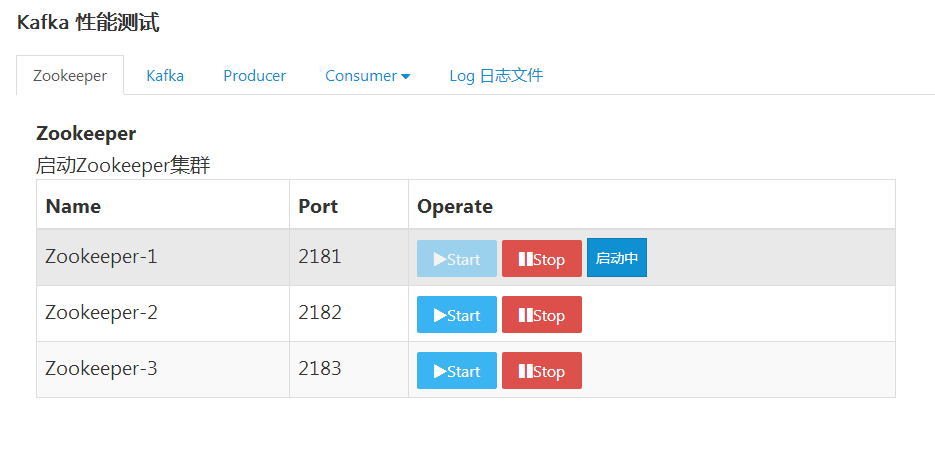 Kafka 性能测试
Zookeeper Kafka Producer Consumer Log 日志文件
Zookeeper
启动Zookeeper集群
Name Port Operate
Zookeeper-1 2181 Start Stop 启动中
Zookeeper-2 2182 Start Stop
Zookeeper-3 2183 Start Stop